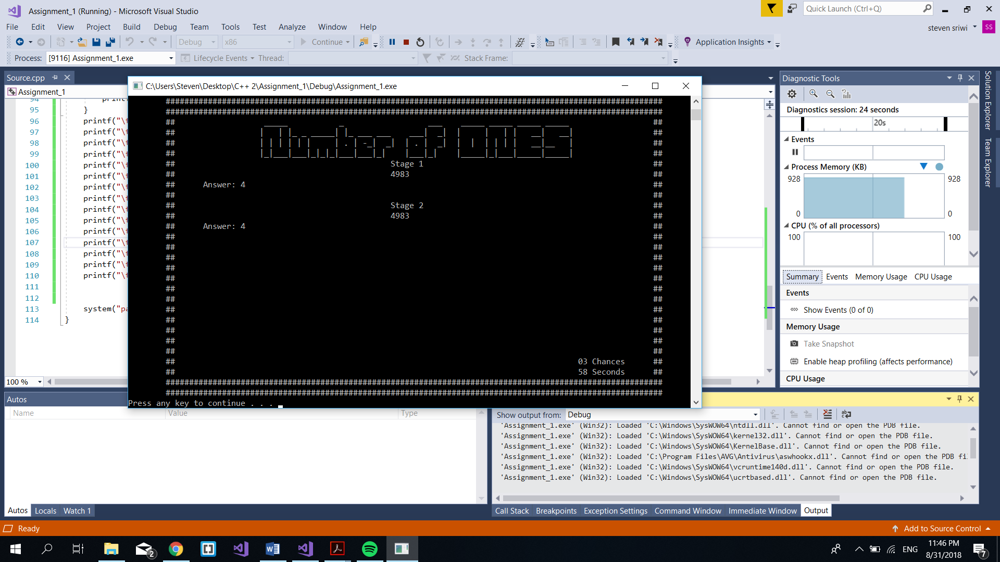 Assignment_1 (Running) - Microsoft Visual Studio
Quick Launch (Ctrl+Q)
File Edit View Project Build Debug Team Tools Test Analyze Window Help
steven sriwi SS
Debug x86 Continue Application Insights
Process: [9116] Assignment_1.exe Lifecycle Events Thread: Stack Frame:
Source.cpp
Assignment_1
94 print
95 }
96 printf("\t
97 printf("\t
98 printf("\t
99 printf("\t
100 printf("\t
101 printf("\t
102 printf("\t
103 printf("\t
104 printf("\t
105 printf("\t
106 printf("\t
107 printf("\t
108 printf("\t
109 printf("\t
110 printf("\t
111
112
113 system("pa
114 }
100 %
C:\Users\Steven\Desktop\C++ 2\Assignment_1\Debug\Assignment_1.exe
Number of ONES
## Stage 1 ##
## 4983 ##
## Answer: 4 ##
## Stage 2 ##
## 4983 ##
## Answer: 4 ##
## 03 Chances ##
## 58 Seconds ##
Press any key to continue . . .
Diagnostic Tools
Diagnostics session: 24 seconds
20s
Events
Process Memory (KB)
928 928
0 0
CPU (% of all processors)
100 100
Summary Events Memory Usage CPU Usage
Events
Show Events (0 of 0)
Memory Usage
Take Snapshot
Enable heap profiling (affects performance)
CPU Usage
Solution Explorer
Team Explorer
Autos
Name Value Type
Autos Locals Watch 1
Show output from: Debug
'Assignment_1.exe' (Win32): Loaded 'C:\Windows\SysWOW64\ntdll.dll'. Cannot find or open the PDB file.
'Assignment_1.exe' (Win32): Loaded 'C:\Windows\SysWOW64\kernel32.dll'. Cannot find or open the PDB file.
'Assignment_1.exe' (Win32): Loaded 'C:\Windows\SysWOW64\KernelBase.dll'. Cannot find or open the PDB file.
'Assignment_1.exe' (Win32): Loaded 'C:\Program Files\AVG\Antivirus\aswhookx.dll'. Cannot find or open the PDB fi
'Assignment_1.exe' (Win32): Loaded 'C:\Windows\SysWOW64\vcruntime140d.dll'. Cannot find or open the PDB file.
'Assignment_1.exe' (Win32): Loaded 'C:\Windows\SysWOW64\ucrtbased.dll'. Cannot find or open the PDB file.
Call Stack Breakpoints Exception Settings Command Window Immediate Window Output
Ready
Add to Source Control
2
ENG
11:46 PM
8/31/2018
7